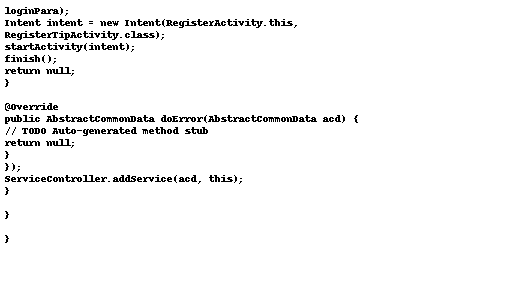 loginPara);
Intent intent = new Intent(RegisterActivity.this,
RegisterTipActivity.class);
startActivity(intent);
finish();
return null;
}
@Override
public AbstractCommonData doError(AbstractCommonData acd) {
// TODO Auto-generated method stub
return null;
}
});
ServiceController.addService(acd, this);
}
}
}